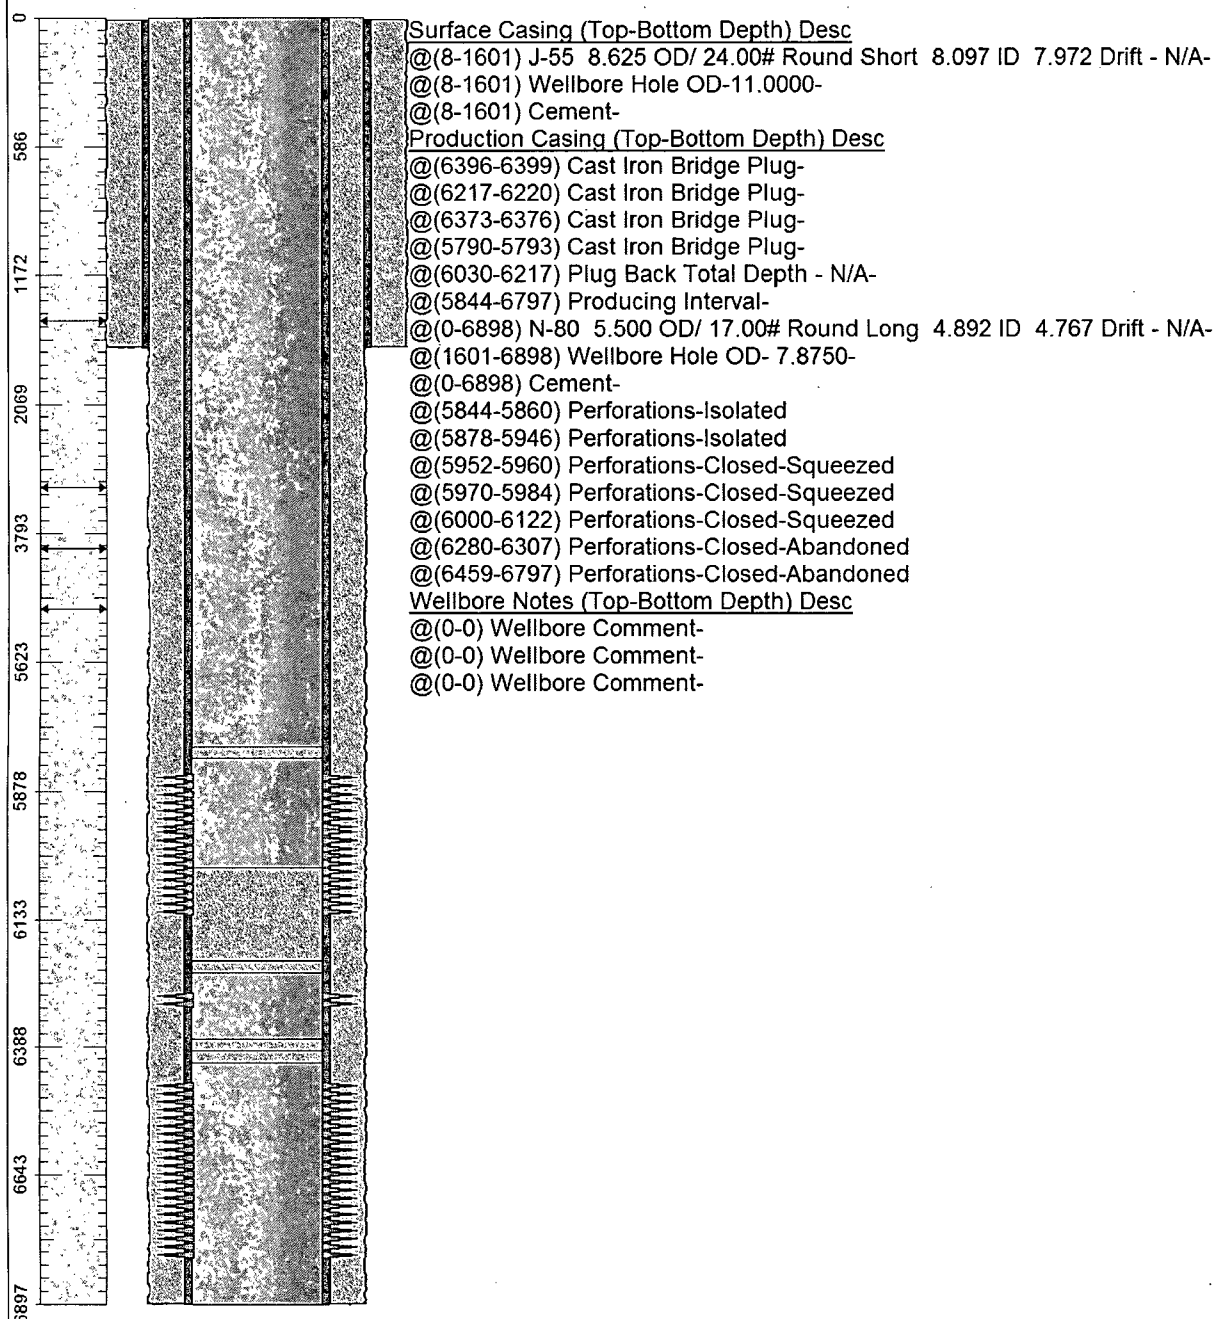 Surface Casing (Top-Bottom Depth) Desc
@(8-1601) J-55 8.625 OD/ 24.00# Round Short 8.097 ID 7.972 Drift - N/A-
@(8-1601) Wellbore Hole OD-11.0000-
@(8-1601) Cement-
Production Casing (Top-Bottom Depth) Desc
@(6396-6399) Cast Iron Bridge Plug-
@(6217-6220) Cast Iron Bridge Plug-
@(6373-6376) Cast Iron Bridge Plug-
@(5790-5793) Cast Iron Bridge Plug-
@(6030-6217) Plug Back Total Depth - N/A-
@(5844-6797) Producing Interval-
@(0-6898) N-80 5.500 OD/ 17.00# Round Long 4.892 ID 4.767 Drift - N/A-
@(1601-6898) Wellbore Hole OD- 7.8750-
@(0-6898) Cement-
@(5844-5860) Perforations-Isolated
@(5878-5946) Perforations-Isolated
@(5952-5960) Perforations-Closed-Squeezed
@(5970-5984) Perforations-Closed-Squeezed
@(6000-6122) Perforations-Closed-Squeezed
@(6280-6307) Perforations-Closed-Abandoned
@(6459-6797) Perforations-Closed-Abandoned
Wellbore Notes (Top-Bottom Depth) Desc
@(0-0) Wellbore Comment-
@(0-0) Wellbore Comment-
@(0-0) Wellbore Comment-
0
586
1172
2069
3793
5623
5878
6133
6388
6643
6897